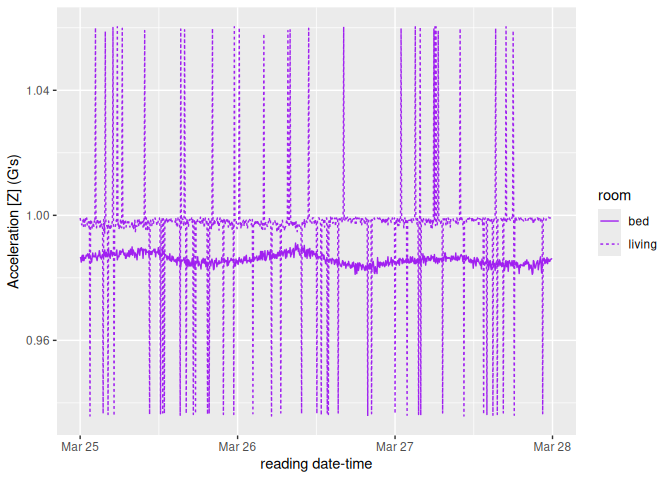 Acceleration [Z] (G's)
1.04
1.00
0.96
Mar 25
Mar 26
Mar 27
Mar 28
reading date-time
room
bed
living